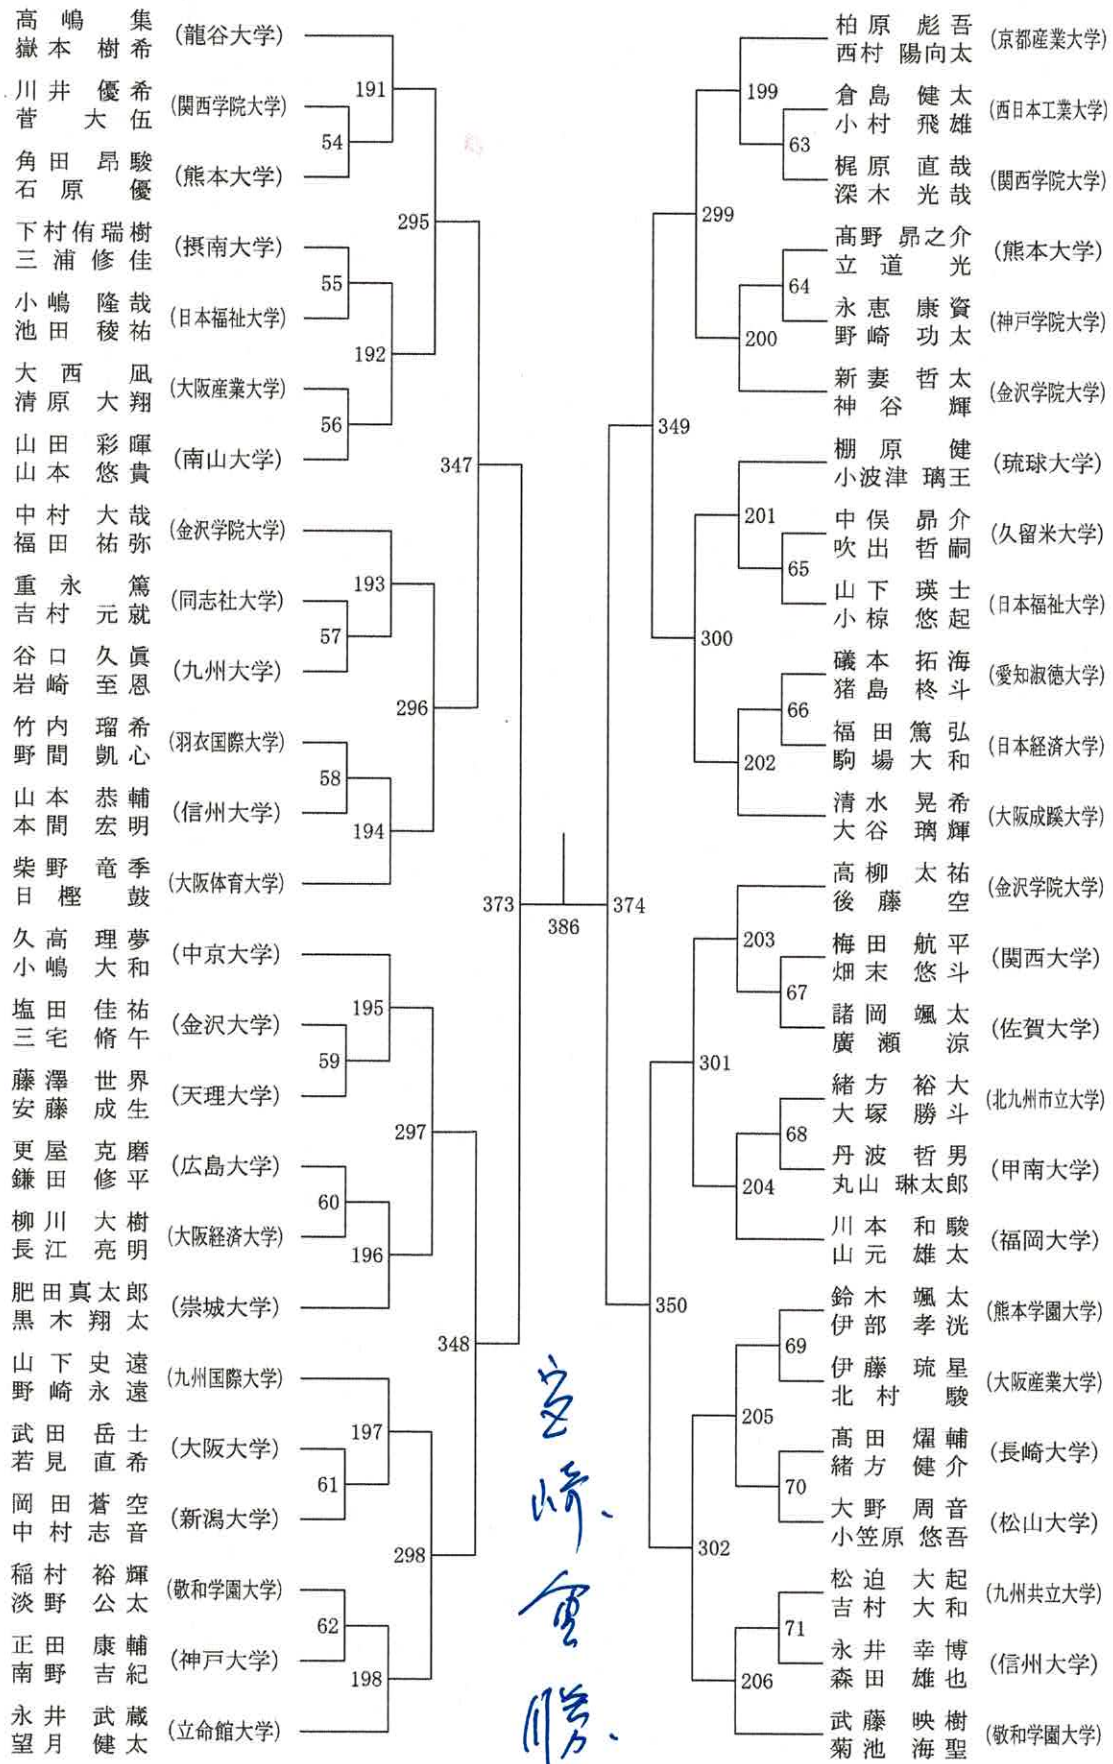 高嶋 集
嶽本樹希
(龍谷大学)
川井優希
菅 大伍
(関西学院大学)
角田昂駿
石原 優
(熊本大学)
下村侑瑞樹
三浦修佳
(摂南大学)
小嶋隆哉
池田稜祐
(日本福祉大学)
大西 凪
清原大翔
(大阪産業大学)
山田彩暉
山本悠貴
(南山大学)
中村大哉
福田祐弥
(金沢学院大学)
重永 篤
吉村元就
(同志社大学)
谷口久眞
岩崎至恩
(九州大学)
竹内瑠希
野間凱心
(羽衣国際大学)
山本恭輔
本間宏明
(信州大学)
柴野竜季
日樫 鼓
(大阪体育大学)
久高理夢
小嶋大和
(中京大学)
塩田佳祐
三宅脩午
(金沢大学)
藤澤世界
安藤成生
(天理大学)
更屋克磨
鎌田修平
(広島大学)
柳川大樹
長江亮明
(大阪経済大学)
肥田真太郎
黒木翔太
(崇城大学)
山下史遠
野崎永遠
(九州国際大学)
武田岳士
若見直希
(大阪大学)
岡田蒼空
中村志音
(新潟大学)
稲村裕輝
淡野公太
(敬和学園大学)
正田康輔
南野吉紀
(神戸大学)
永井武蔵
望月健太
(立命館大学)
191
54
295
55
192
56
347
193
57
296
58
194
373
195
59
297
60
196
348
197
61
298
62
198
386
374
349
299
199
63
64
200
201
65
300
66
202
203
67
301
68
204
350
69
205
70
302
71
206
柏原彪吾
西村陽向太
(京都産業大学)
倉島健太
小村飛雄
(西日本工業大学)
梶原直哉
深木光哉
(関西学院大学)
髙野昴之介
立道 光
(熊本大学)
永恵康資
野崎功太
(神戸学院大学)
新妻哲太
神谷 輝
(金沢学院大学)
棚原 健
小波津璃王
(琉球大学)
中俣昴介
吹出哲嗣
(久留米大学)
山下瑛士
小椋悠起
(日本福祉大学)
礒本拓海
猪島柊斗
(愛知淑徳大学)
福田篤弘
駒場大和
(日本経済大学)
清水晃希
大谷璃輝
(大阪成蹊大学)
高柳太祐
後藤 空
(金沢学院大学)
梅田航平
畑末悠斗
(関西大学)
諸岡颯太
廣瀬 涼
(佐賀大学)
緒方裕大
大塚勝斗
(北九州市立大学)
丹波哲男
丸山琳太郎
(甲南大学)
川本和駿
山元雄太
(福岡大学)
鈴木颯太
伊部孝洸
(熊本学園大学)
伊藤琉星
北村 駿
(大阪産業大学)
髙田燿輔
緒方健介
(長崎大学)
大野周音
小笠原悠吾
(松山大学)
松迫大起
吉村大和
(九州共立大学)
永井幸博
森田雄也
(信州大学)
武藤映樹
菊池海聖
(敬和学園大学)